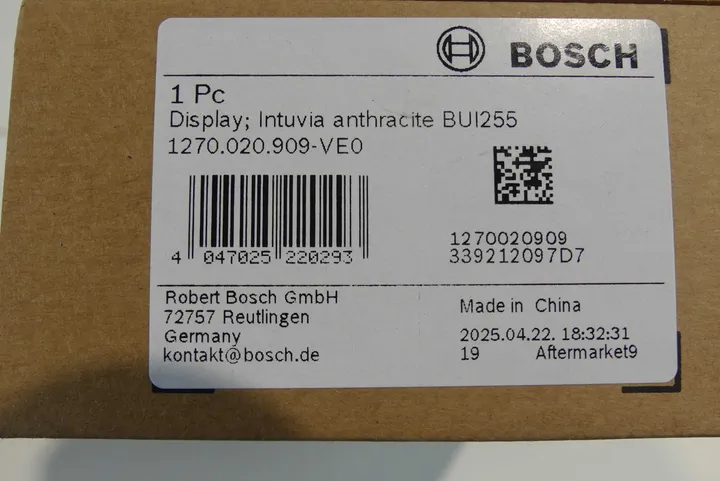 BOSCH
1 Pc
Display; Intuvia anthracite BUI255
1270.020.909-VE0
4 047025 220293
1270020909
339212097D7
Robert Bosch GmbH
72757 Reutlingen
Germany
kontakt@bosch.de
Made in China
2025.04.22. 18:32:31
19 Aftermarket9